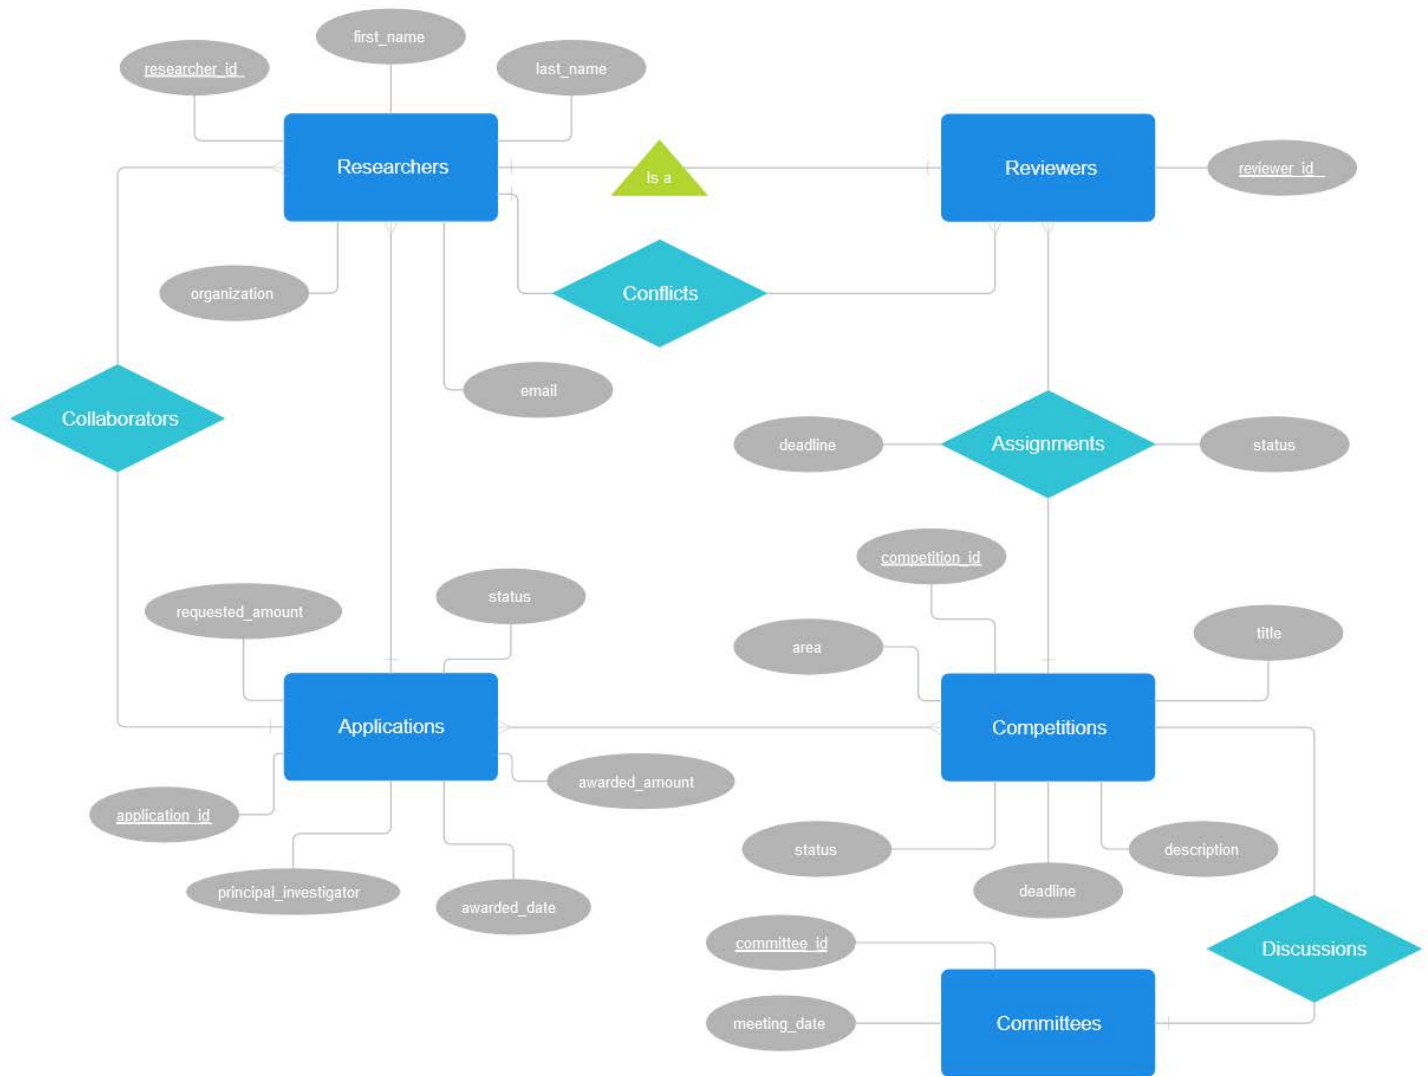 first_name
researcher_id
last_name
Researchers
Is a
Reviewers
reviewer_id
organization
Conflicts
email
Collaborators
deadline
Assignments
status
competition_id
requested_amount
status
area
title
Applications
Competitions
awarded_amount
application_id
status
description
principal_investigator
deadline
awarded_date
committee_id
Discussions
meeting_date
Committees